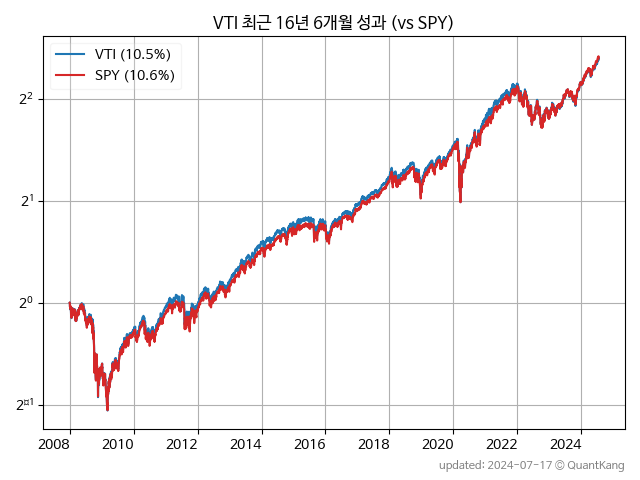 VTI 최근 16년 6개월 성과 (vs SPY)
VTI (10.5%)
SPY (10.6%)
2²
2¹
2⁰
2¤¹
2008 2010 2012 2014 2016 2018 2020 2022 2024
updated: 2024-07-17 © QuantKang